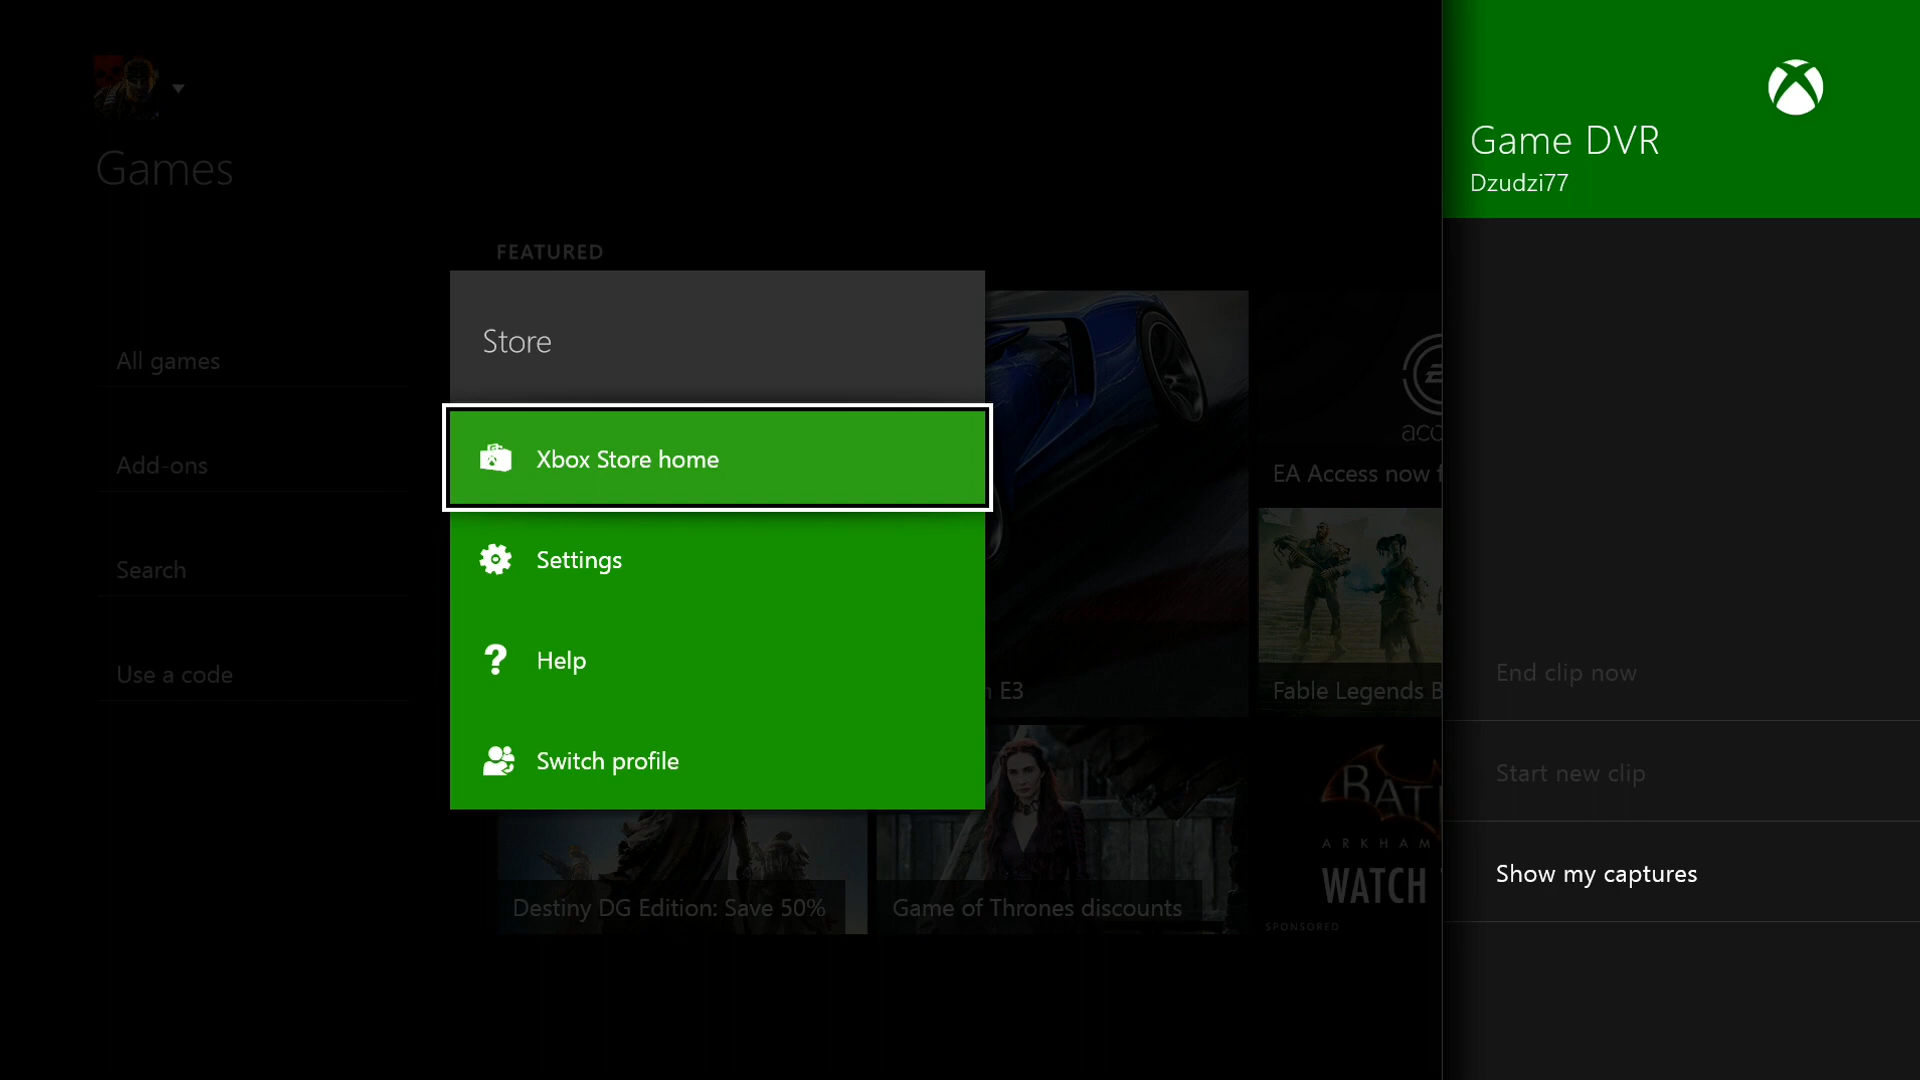 Games
All games
Add-ons
Search
Use a code
FEATURED
Store
Xbox Store home
Settings
Help
Switch profile
E3
EA Access now
Fable Legends B
Destiny DG Edition: Save 50%
Game of Thrones discounts
ARKHAM
WATCH
SPONSORED
Game DVR
Dzudzi77
End clip now
Start new clip
Show my captures